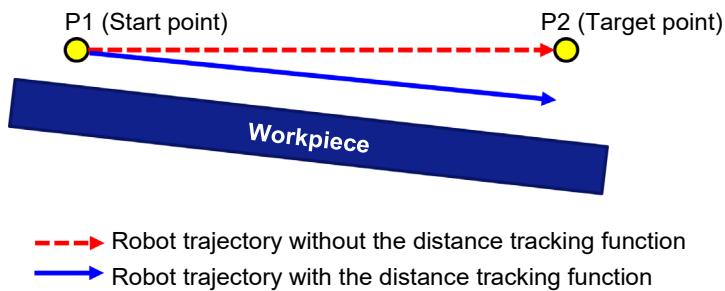 P1 (Start point)
P2 (Target point)
Workpiece
Robot trajectory without the distance tracking function
Robot trajectory with the distance tracking function